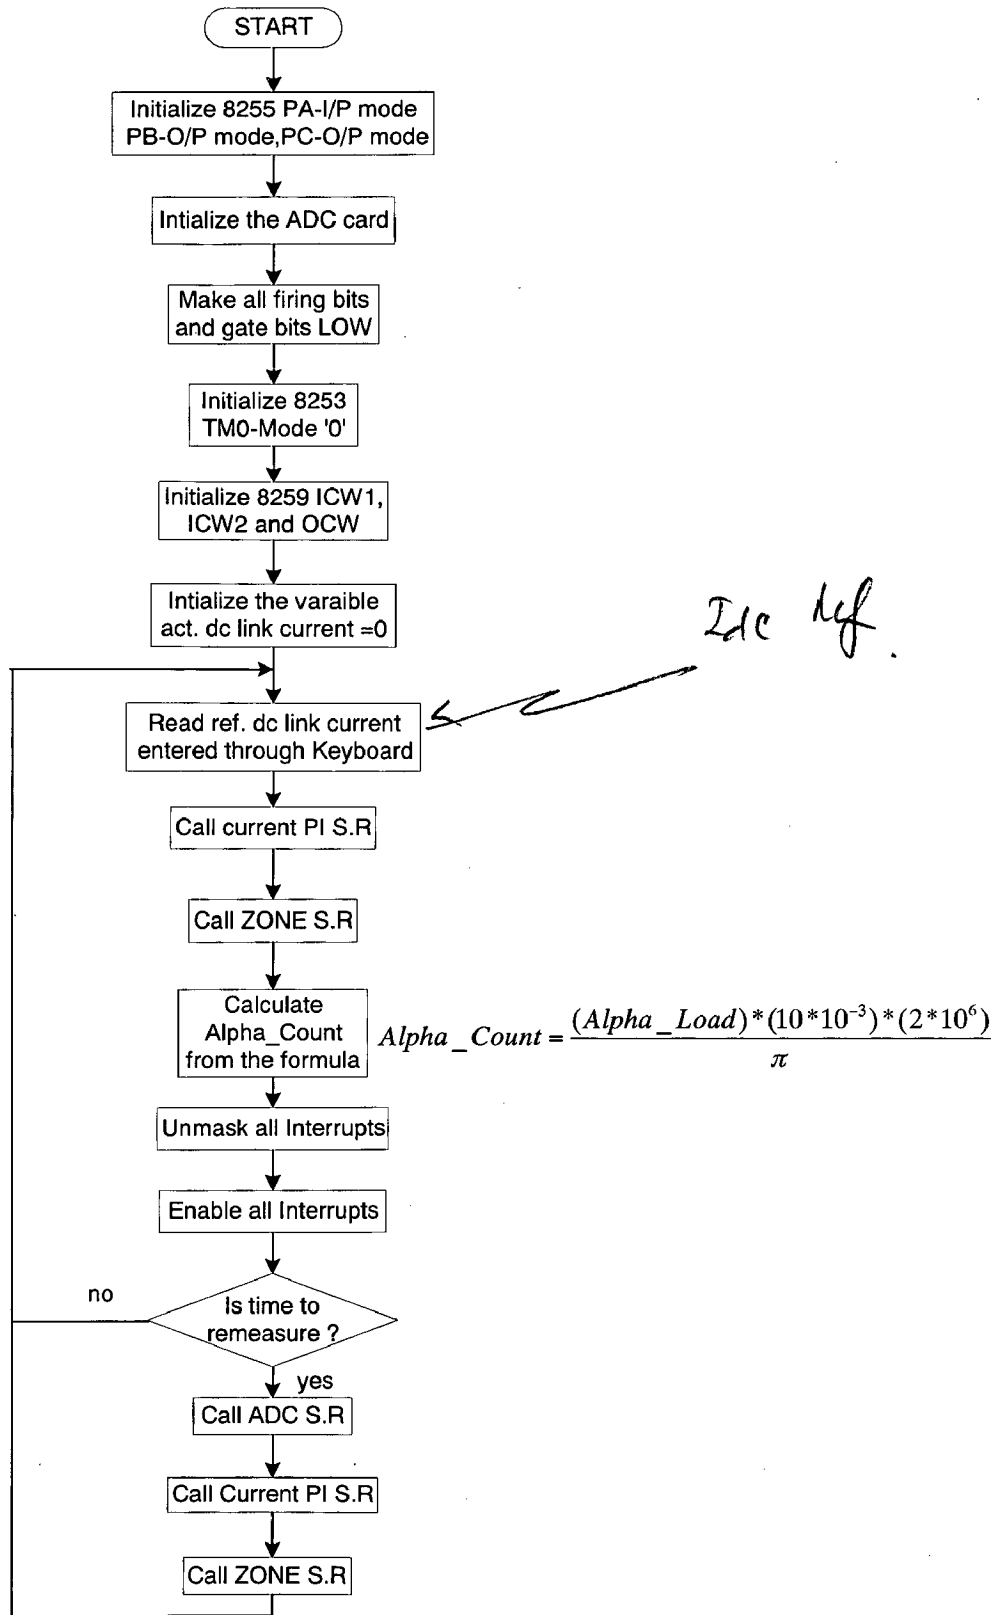 START
Initialize 8255 PA-I/P mode
PB-O/P mode,PC-O/P mode
Intialize the ADC card
Make all firing bits
and gate bits LOW
Initialize 8253
TM0-Mode '0'
Initialize 8259 ICW1,
ICW2 and OCW
Intialize the varaible
act. dc link current =0
Idc ref.
Read ref. dc link current
entered through Keyboard
Call current PI S.R
Call ZONE S.R
Calculate
Alpha_Count
from the formula
Alpha_Count = (Alpha_Load)*(10*10⁻³)*(2*10⁶)
π
Unmask all Interrupts
Enable all Interrupts
no
Is time to
remeasure ?
yes
Call ADC S.R
Call Current PI S.R
Call ZONE S.R